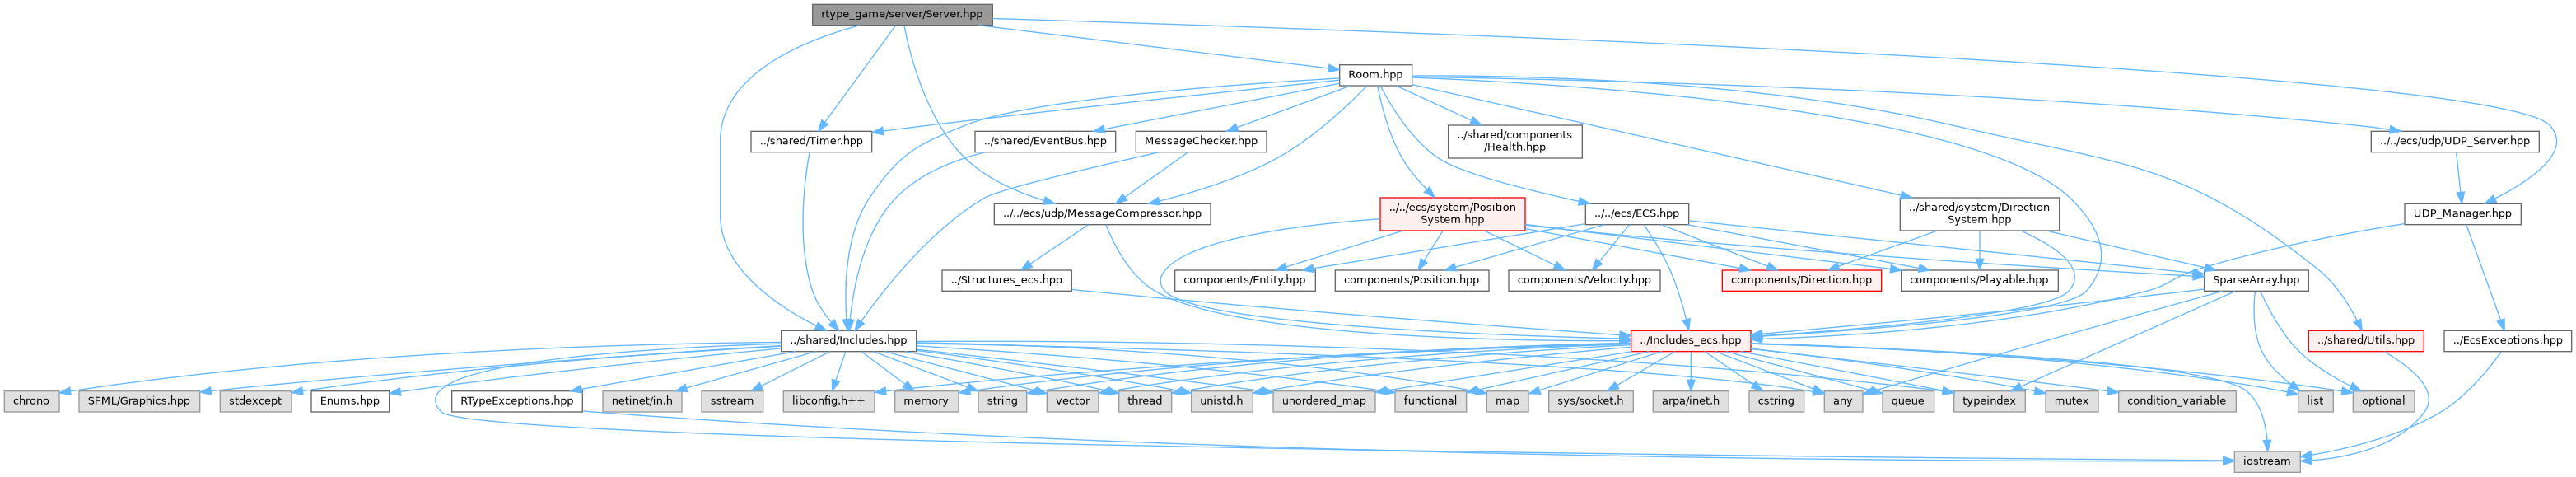 rtype_game/server/Server.hpp
Room.hpp
../shared/Timer.hpp
../shared/EventBus.hpp
MessageChecker.hpp
../shared/components
/Health.hpp
../../ecs/udp/UDP_Server.hpp
../../ecs/udp/MessageCompressor.hpp
../../ecs/system/Position
System.hpp
../../ecs/ECS.hpp
../shared/system/Direction
System.hpp
UDP_Manager.hpp
../Structures_ecs.hpp
components/Entity.hpp
components/Position.hpp
components/Velocity.hpp
components/Direction.hpp
components/Playable.hpp
SparseArray.hpp
../shared/Includes.hpp
../Includes_ecs.hpp
../shared/Utils.hpp
../EcsExceptions.hpp
chrono
SFML/Graphics.hpp
stdexcept
Enums.hpp
RTypeExceptions.hpp
netinet/in.h
sstream
libconfig.h++
memory
string
vector
thread
unistd.h
unordered_map
functional
map
sys/socket.h
arpa/inet.h
cstring
any
queue
typeindex
mutex
condition_variable
list
optional
iostream